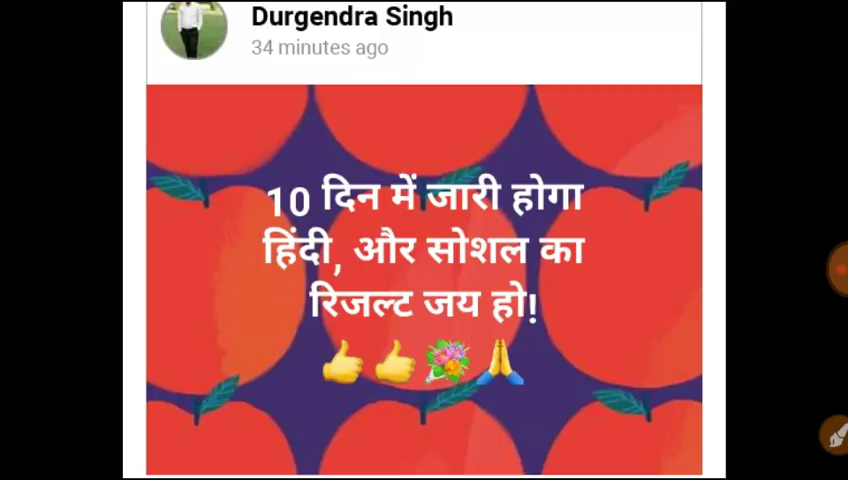 Durgendra Singh
34 minutes ago
10 दिन में जारी होगा
हिंदी, और सोशल का
रिजल्ट जय हो!
👍👍💐🙏